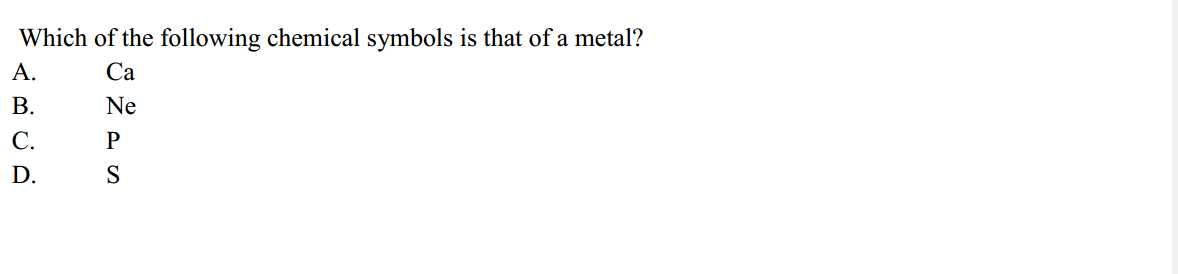 Which of the following chemical symbols is that of a metal?
A. Ca
B. Ne
C. P
D. S